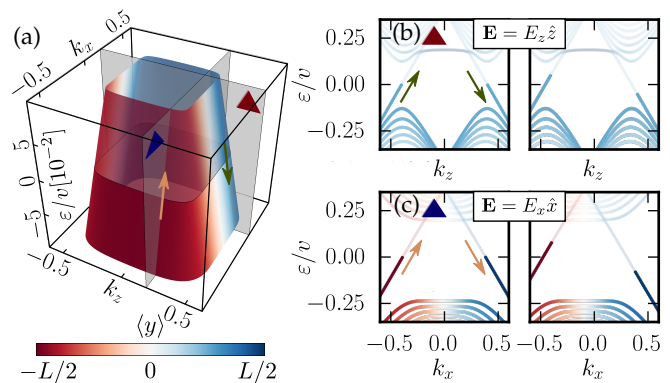 (a)
k_x
0.5
−0.5
ε/v[10⁻²]
5
0
−5
−0.5
k_z
0.5
⟨y⟩
−L/2 0 L/2
(b)
E = E_z ẑ
ε/v
0.25
0.00
−0.25
k_z k_z
(c)
E = E_x x̂
ε/v
0.25
0.00
−0.25
−0.5 0.0 0.5 −0.5 0.0 0.5
k_x k_x